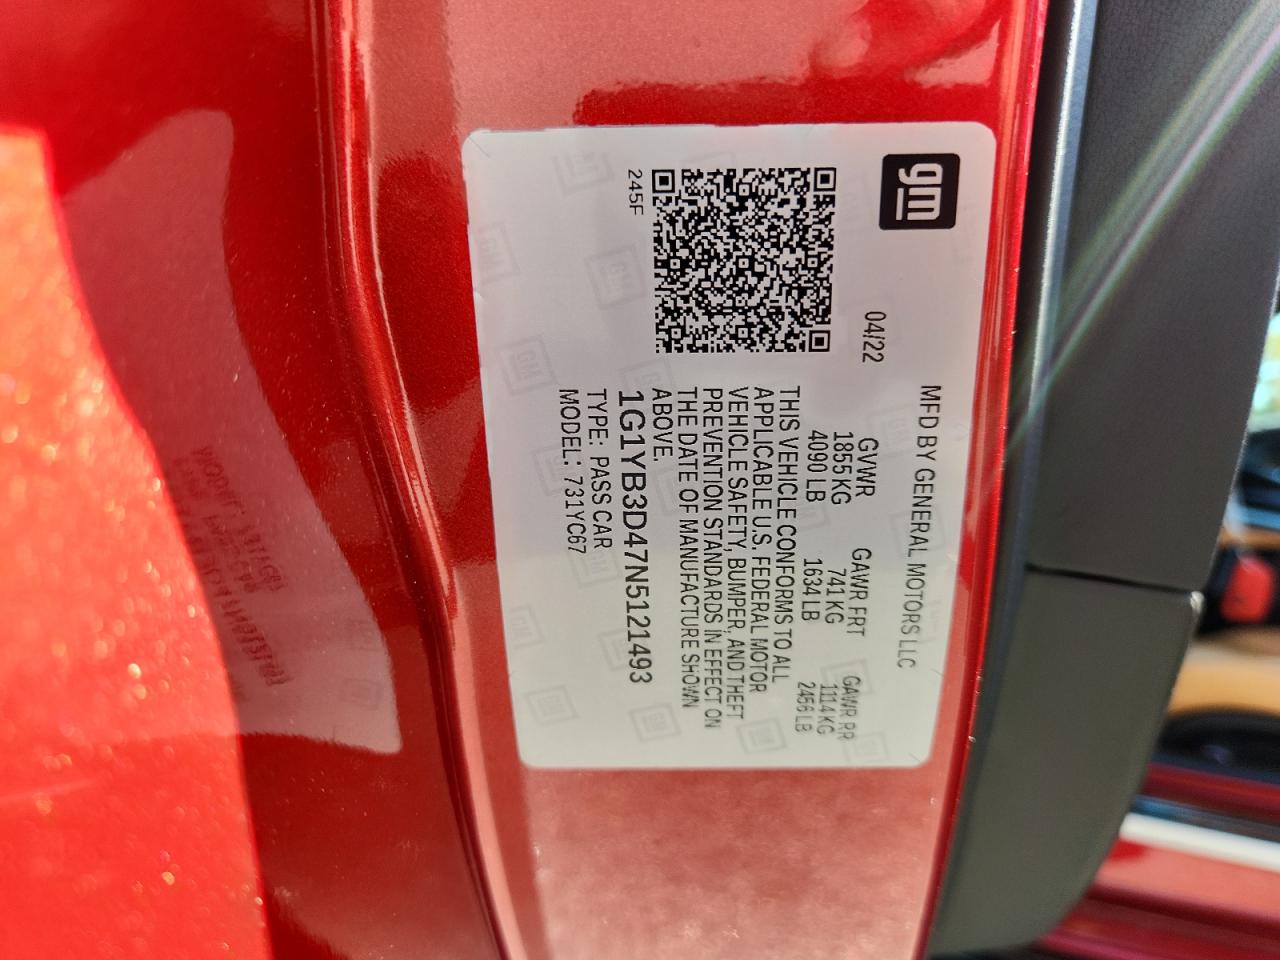 gm
MFD BY GENERAL MOTORS LLC
04/22
GVWR GAWR FRT GAWR RR
1855 KG 741 KG 1114 KG
4090 LB 1634 LB 2456 LB
THIS VEHICLE CONFORMS TO ALL
APPLICABLE U.S. FEDERAL MOTOR
VEHICLE SAFETY, BUMPER, AND THEFT
PREVENTION STANDARDS IN EFFECT ON
THE DATE OF MANUFACTURE SHOWN
ABOVE.
1G1YB3D47N5121493
TYPE: PASS CAR
MODEL: 731YC67
245F